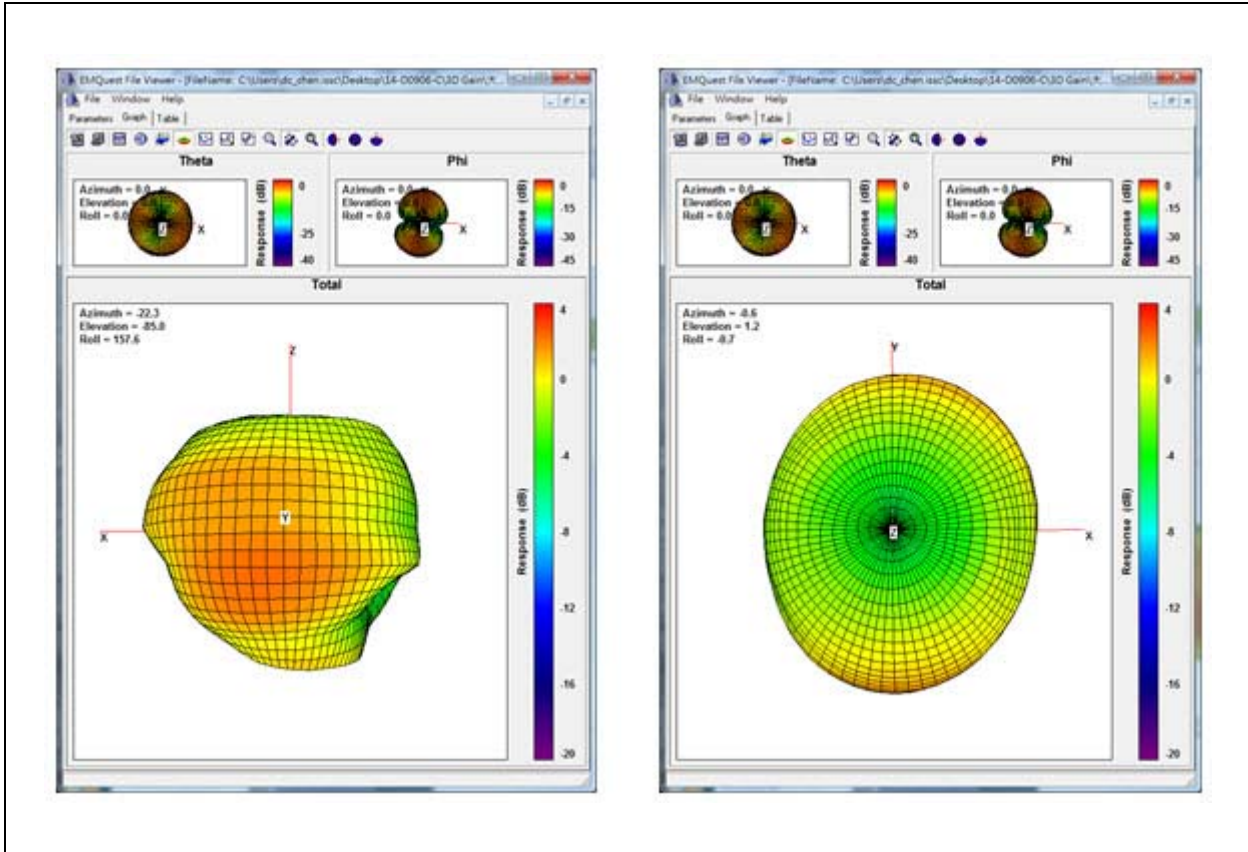 EMQuest File Viewer - [FileName: C:\Users\dc_chen.issc\Desktop\14-D0906-C\3D Gain\
File Window Help
Parameters Graph Table
Theta
Phi
Azimuth = 0.0
Elevation
Roll = 0.0
Z
X
Response (dB)
0
-25
-40
Azimuth = 0.0
Elevation
Roll = 0.0
Z
X
Response (dB)
0
-15
-30
-45
Total
Azimuth = -22.3
Elevation = -85.0
Roll = 157.6
Z
Y
X
Response (dB)
4
0
-4
-8
-12
-16
-20
EMQuest File Viewer - [FileName: C:\Users\dc_chen.issc\Desktop\14-D0906-C\3D Gain\
File Window Help
Parameters Graph Table
Theta
Phi
Azimuth = 0.0
Elevation
Roll = 0.0
Z
X
Response (dB)
0
-25
-40
Azimuth = 0.0
Elevation
Roll = 0.0
Z
X
Response (dB)
0
-15
-30
-45
Total
Azimuth = -0.6
Elevation = 1.2
Roll = -0.7
Y
Z
X
Response (dB)
4
0
-4
-8
-12
-16
-20